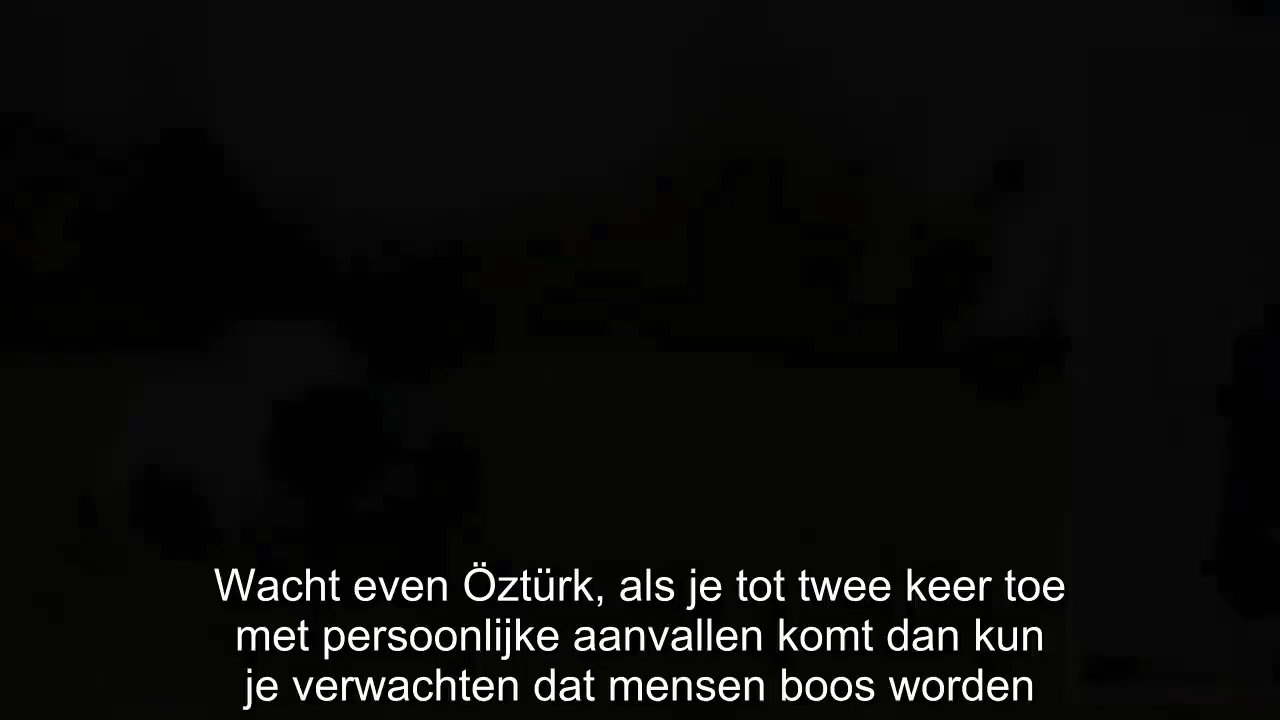 Wacht even Öztürk, als je tot twee keer toe
met persoonlijke aanvallen komt dan kun
je verwachten dat mensen boos worden